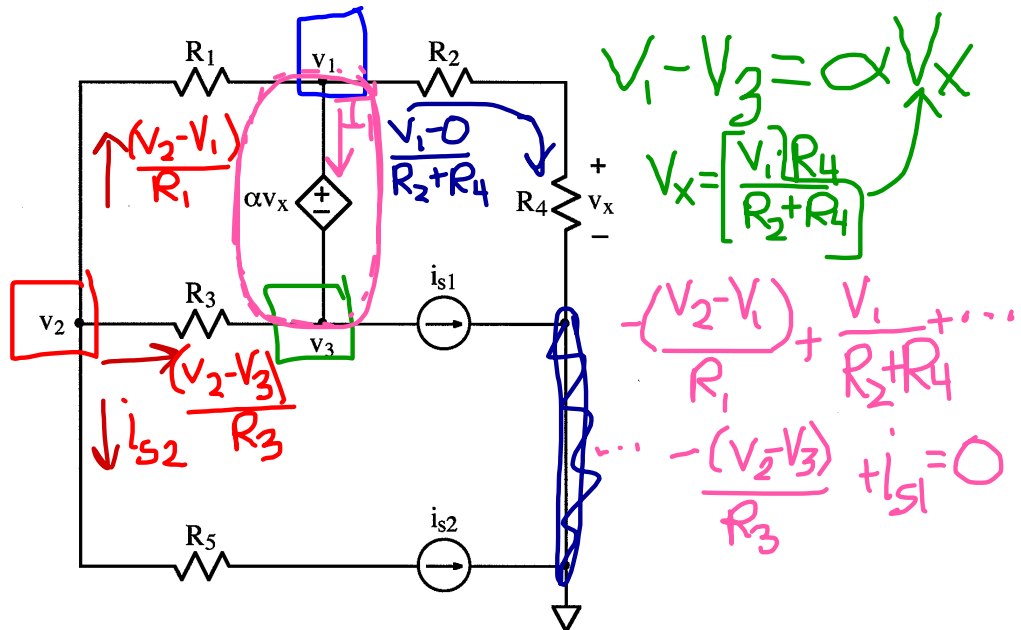 R₁
v₁
R₂
V₁-V₃=αVx
(V₂-V₁)/R₁
I₁
(V₁-0)/(R₂+R₄)
αvx
R₄
+
vx
−
Vx=[V₁]R₄/(R₂+R₄)]
v₂
R₃
v₃
is1
(V₂-V₃)/R₃
is2
-(V₂-V₁)/R₁ + V₁/(R₂+R₄) +...
... -(V₂-V₃)/R₃ +is1=0
R₅
is2